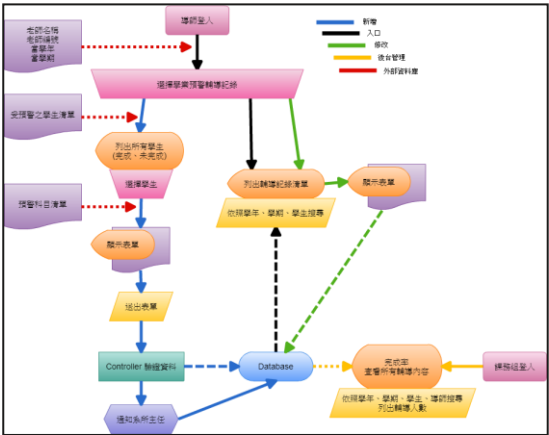 老師名稱
老師編號
當學年
當學期
導師登入
新增
入口
修改
後台管理
外部資料庫
選擇學業預警輔導記錄
受預警之學生清單
列出所有學生
(完成、未完成)
選擇學生
列出輔導記錄清單
顯示表單
依照學年、學期、學生搜尋
預警科目清單
顯示表單
送出表單
Controller 驗證資料
Database
完成率
查看所有輔導內容
課務組登入
依照學年、學期、學生、導師搜尋
列出輔導人數
通知系所主任